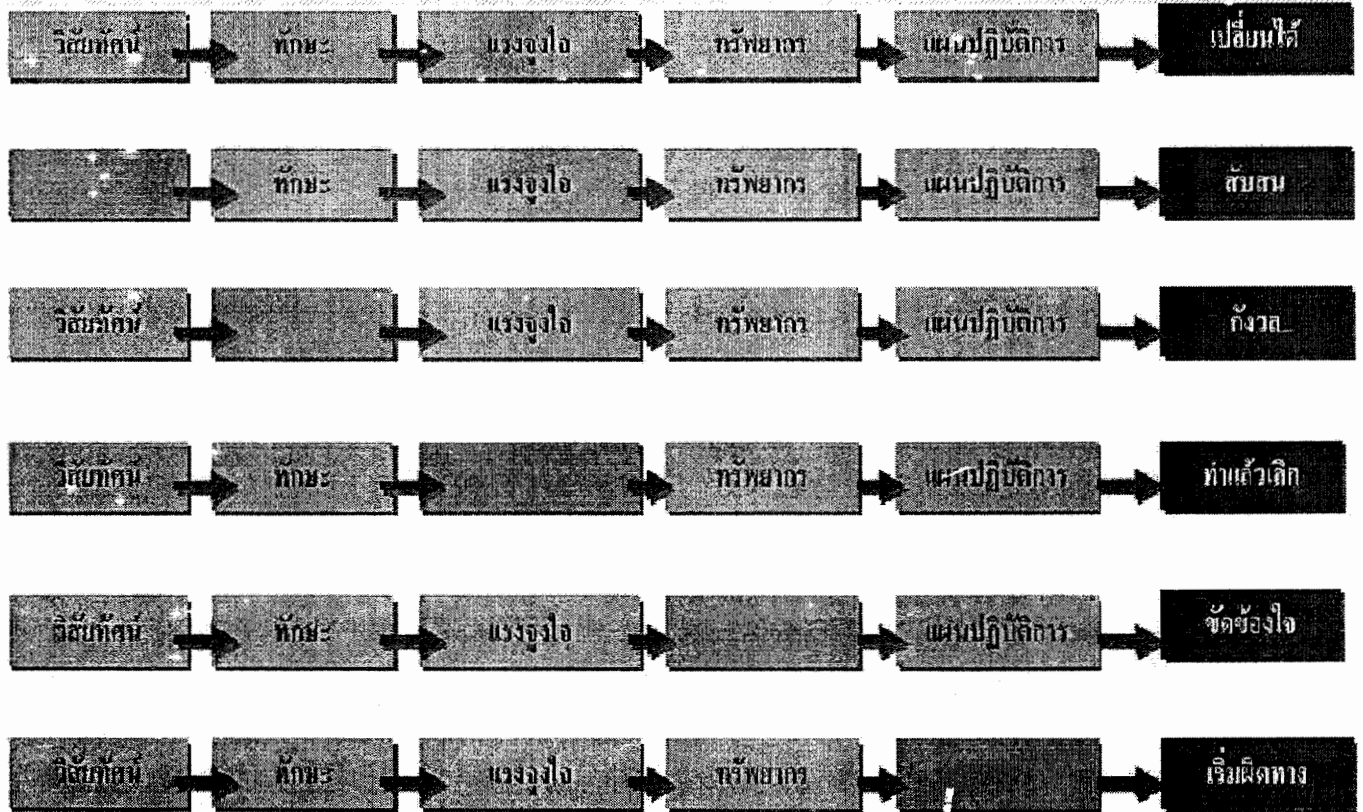 วิสัยทัศน์ ทักษะ แรงจูงใจ ทรัพยากร แผนปฏิบัติการ เปลี่ยนได้
ทักษะ แรงจูงใจ ทรัพยากร แผนปฏิบัติการ สับสน
วิสัยทัศน์ แรงจูงใจ ทรัพยากร แผนปฏิบัติการ กังวล
วิสัยทัศน์ ทักษะ ทรัพยากร แผนปฏิบัติการ ทำแล้วเลิก
วิสัยทัศน์ ทักษะ แรงจูงใจ แผนปฏิบัติการ ขัดข้องใจ
วิสัยทัศน์ ทักษะ แรงจูงใจ ทรัพยากร เริ่มผิดทาง